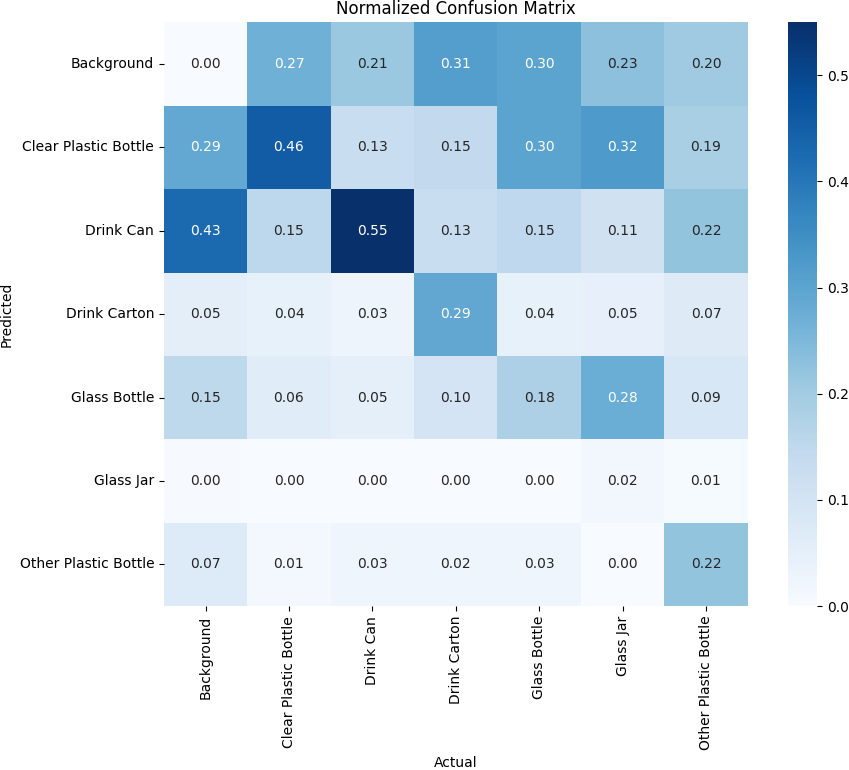 Normalized Confusion Matrix
Background 0.00 0.27 0.21 0.31 0.30 0.23 0.20
Clear Plastic Bottle 0.29 0.46 0.13 0.15 0.30 0.32 0.19
Drink Can 0.43 0.15 0.55 0.13 0.15 0.11 0.22
Drink Carton 0.05 0.04 0.03 0.29 0.04 0.05 0.07
Glass Bottle 0.15 0.06 0.05 0.10 0.18 0.28 0.09
Glass Jar 0.00 0.00 0.00 0.00 0.00 0.02 0.01
Other Plastic Bottle 0.07 0.01 0.03 0.02 0.03 0.00 0.22
Predicted
Background
Clear Plastic Bottle
Drink Can
Drink Carton
Glass Bottle
Glass Jar
Other Plastic Bottle
Actual
0.5
0.4
0.3
0.2
0.1
0.0